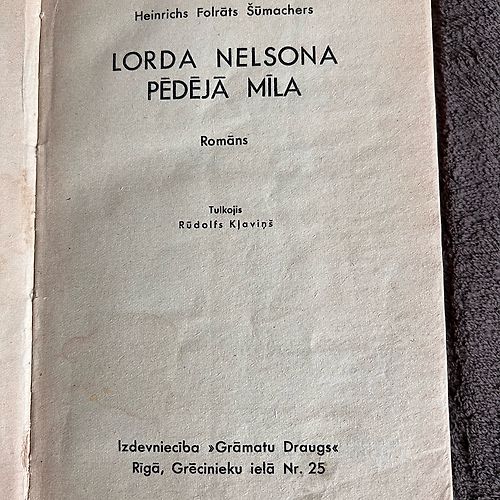 Heinrichs Folrāts Šūmachers
LORDA NELSONA
PĒDĒJĀ MĪLA
Romāns
Tulkojis
Rūdolfs Kļaviņš
Izdevniecība »Grāmatu Draugs«
Rīgā, Grēcinieku ielā Nr. 25